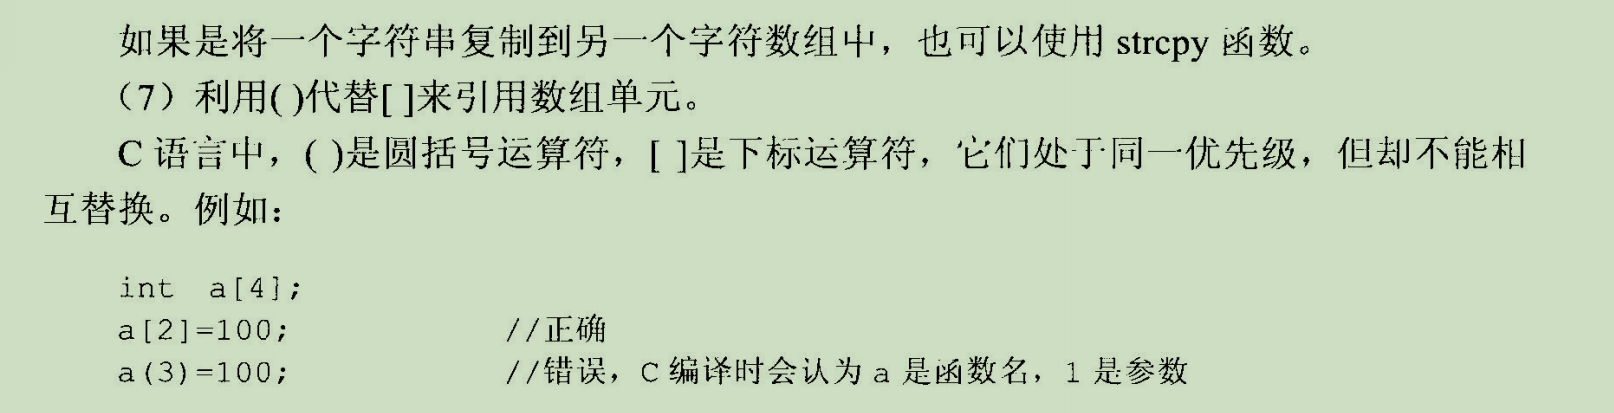 如果是将一个字符串复制到另一个字符数组中，也可以使用 strcpy 函数。
（7）利用( )代替[ ]来引用数组单元。
C 语言中，( )是圆括号运算符，[ ]是下标运算符，它们处于同一优先级，但却不能相
互替换。例如：
int a[4];
a[2]=100; //正确
a(3)=100; //错误，C 编译时会认为 a 是函数名，1 是参数